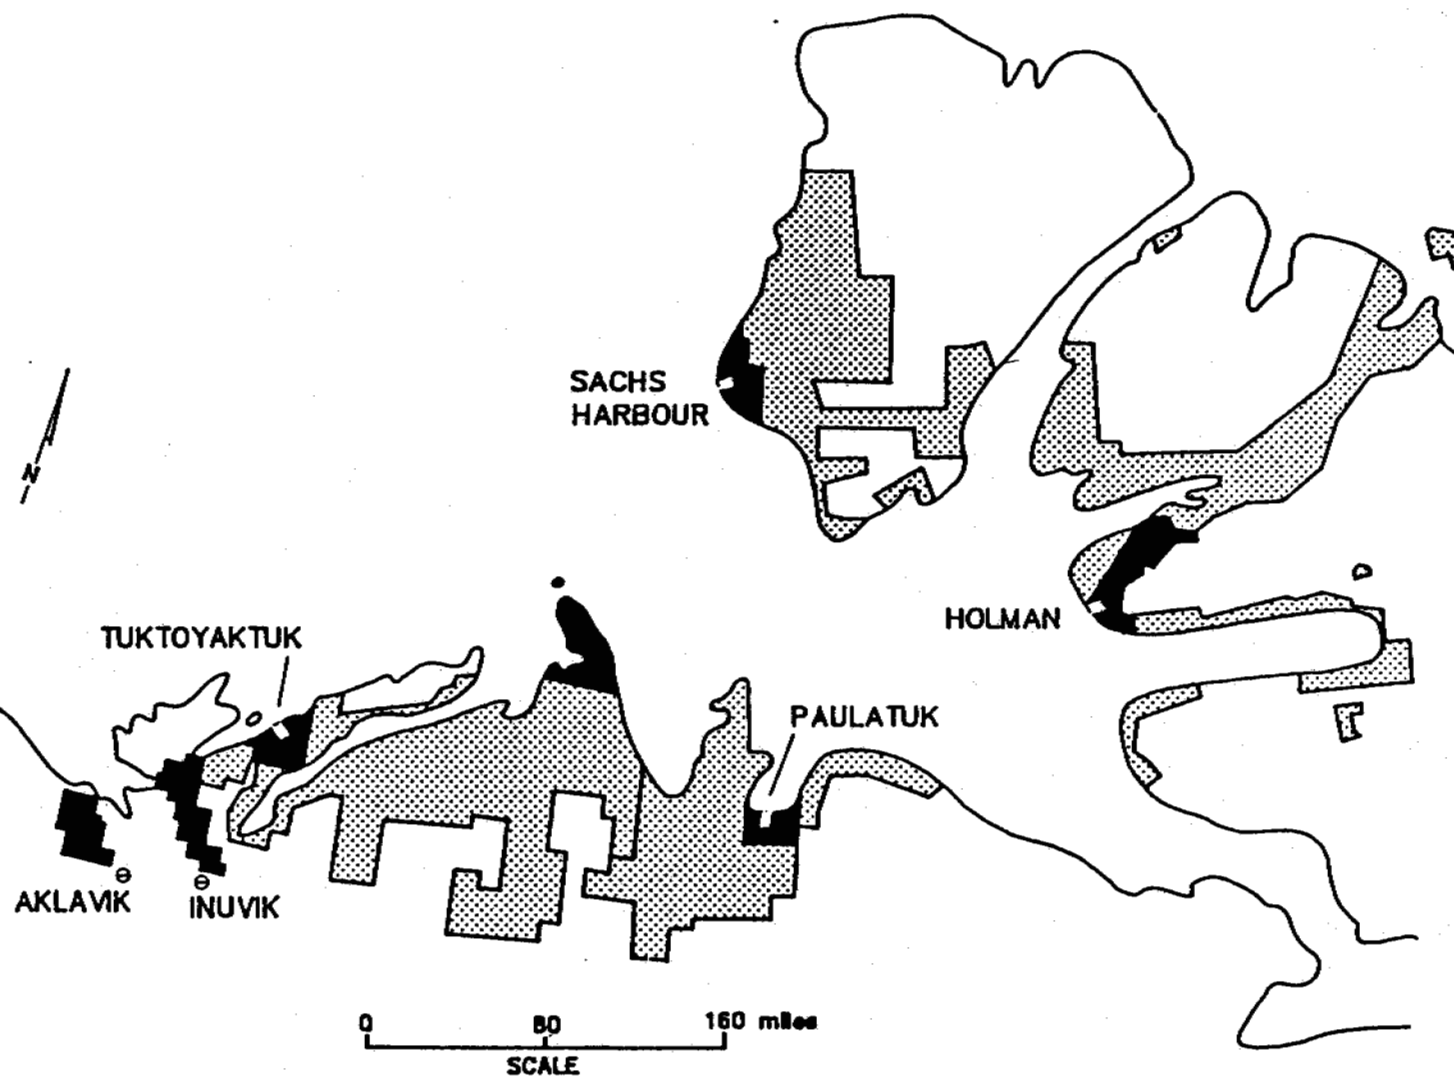 SACHS
HARBOUR
N
HOLMAN
TUKTOYAKTUK
PAULATUK
AKLAVIK
INUVIK
0 80 160 miles
SCALE